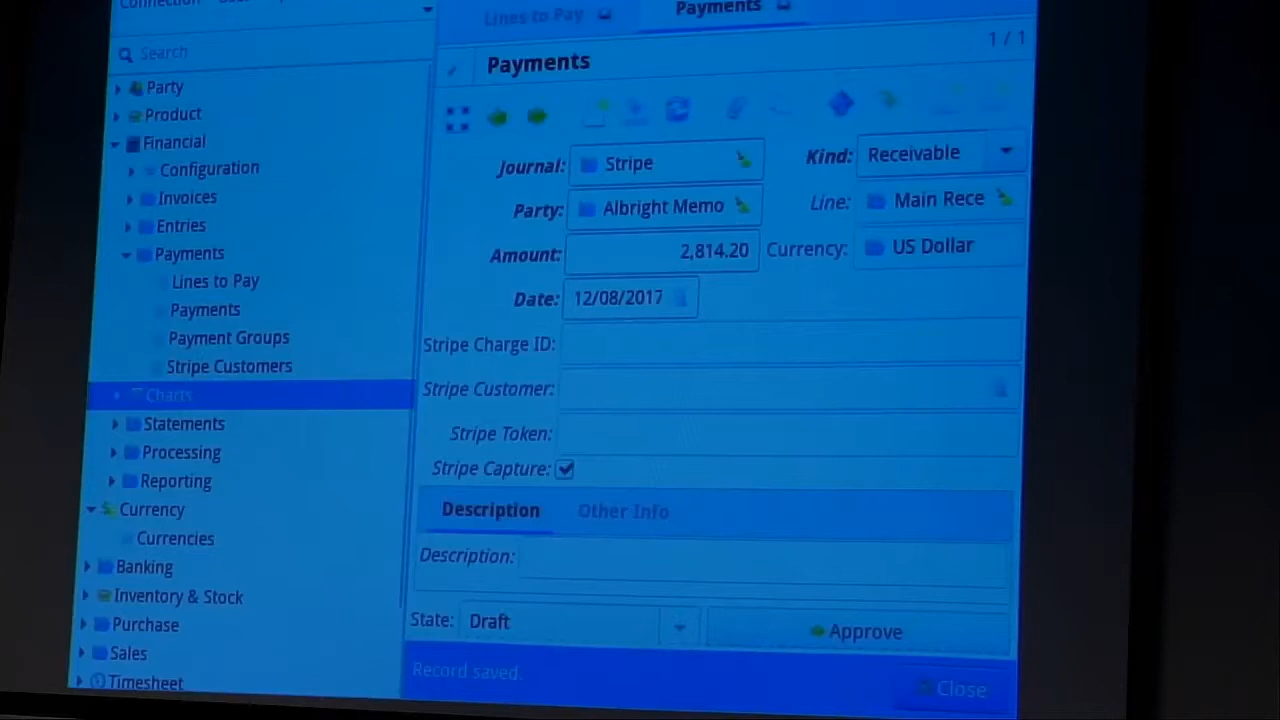 Connection
Search
Party
Product
Financial
Configuration
Invoices
Entries
Payments
Lines to Pay
Payments
Payment Groups
Stripe Customers
Charts
Statements
Processing
Reporting
Currency
Currencies
Banking
Inventory & Stock
Purchase
Sales
Timesheet
Lines to Pay Payments
Payments 1 / 1
Journal: Stripe Kind: Receivable
Party: Albright Memo Line: Main Rece
Amount: 2,814.20 Currency: US Dollar
Date: 12/08/2017
Stripe Charge ID:
Stripe Customer:
Stripe Token:
Stripe Capture:
Description Other Info
Description:
State: Draft Approve
Record saved. Close